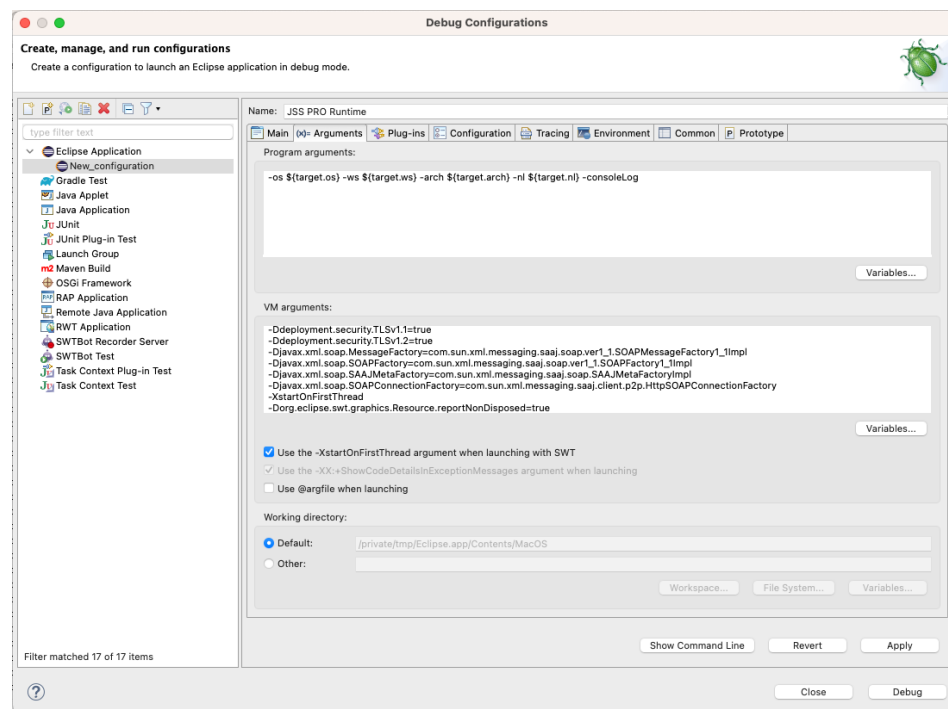 Debug Configurations
Create, manage, and run configurations
Create a configuration to launch an Eclipse application in debug mode.
type filter text
Eclipse Application
New_configuration
Gradle Test
Java Applet
Java Application
JUnit
JUnit Plug-in Test
Launch Group
m2 Maven Build
OSGi Framework
RAP Application
Remote Java Application
RWT Application
SWTBot Recorder Server
SWTBot Test
Task Context Plug-in Test
Task Context Test
Filter matched 17 of 17 items
Name: JSS PRO Runtime
Main (x)= Arguments Plug-ins Configuration Tracing Environment Common P Prototype
Program arguments:
-os ${target.os} -ws ${target.ws} -arch ${target.arch} -nl ${target.nl} -consoleLog
Variables...
VM arguments:
-Ddeployment.security.TLSv1.1=true
-Ddeployment.security.TLSv1.2=true
-Djavax.xml.soap.MessageFactory=com.sun.xml.messaging.saaj.soap.ver1_1.SOAPMessageFactory1_1Impl
-Djavax.xml.soap.SOAPFactory=com.sun.xml.messaging.saaj.soap.ver1_1.SOAPFactory1_1Impl
-Djavax.xml.soap.SAAJMetaFactory=com.sun.xml.messaging.saaj.soap.SAAJMetaFactoryImpl
-Djavax.xml.soap.SOAPConnectionFactory=com.sun.xml.messaging.saaj.client.p2p.HttpSOAPConnectionFactory
-XstartOnFirstThread
-Dorg.eclipse.swt.graphics.Resource.reportNonDisposed=true
Variables...
Use the -XstartOnFirstThread argument when launching with SWT
Use the -XX:+ShowCodeDetailsInExceptionMessages argument when launching
Use @argfile when launching
Working directory:
Default: /private/tmp/Eclipse.app/Contents/MacOS
Other:
Workspace... File System... Variables...
Show Command Line Revert Apply
? Close Debug